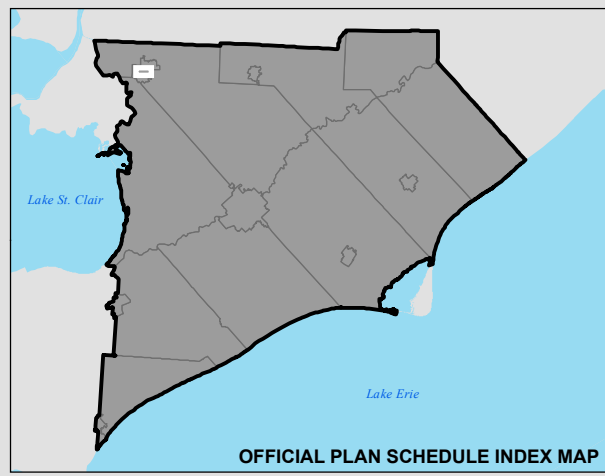 Lake St. Clair
Lake Erie
OFFICIAL PLAN SCHEDULE INDEX MAP